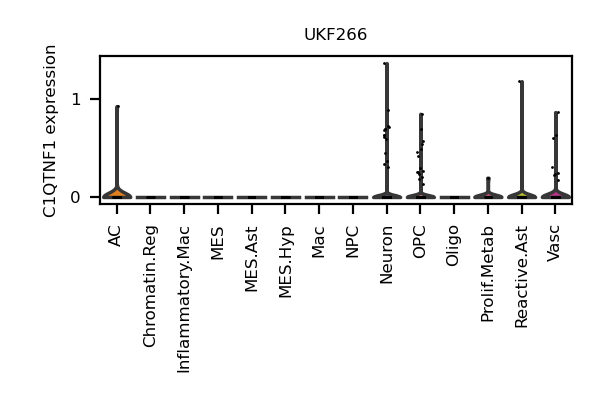 UKF266
C1QTNF1 expression
1
0
AC
Chromatin.Reg
Inflammatory.Mac
MES
MES.Ast
MES.Hyp
Mac
NPC
Neuron
OPC
Oligo
Prolif.Metab
Reactive.Ast
Vasc